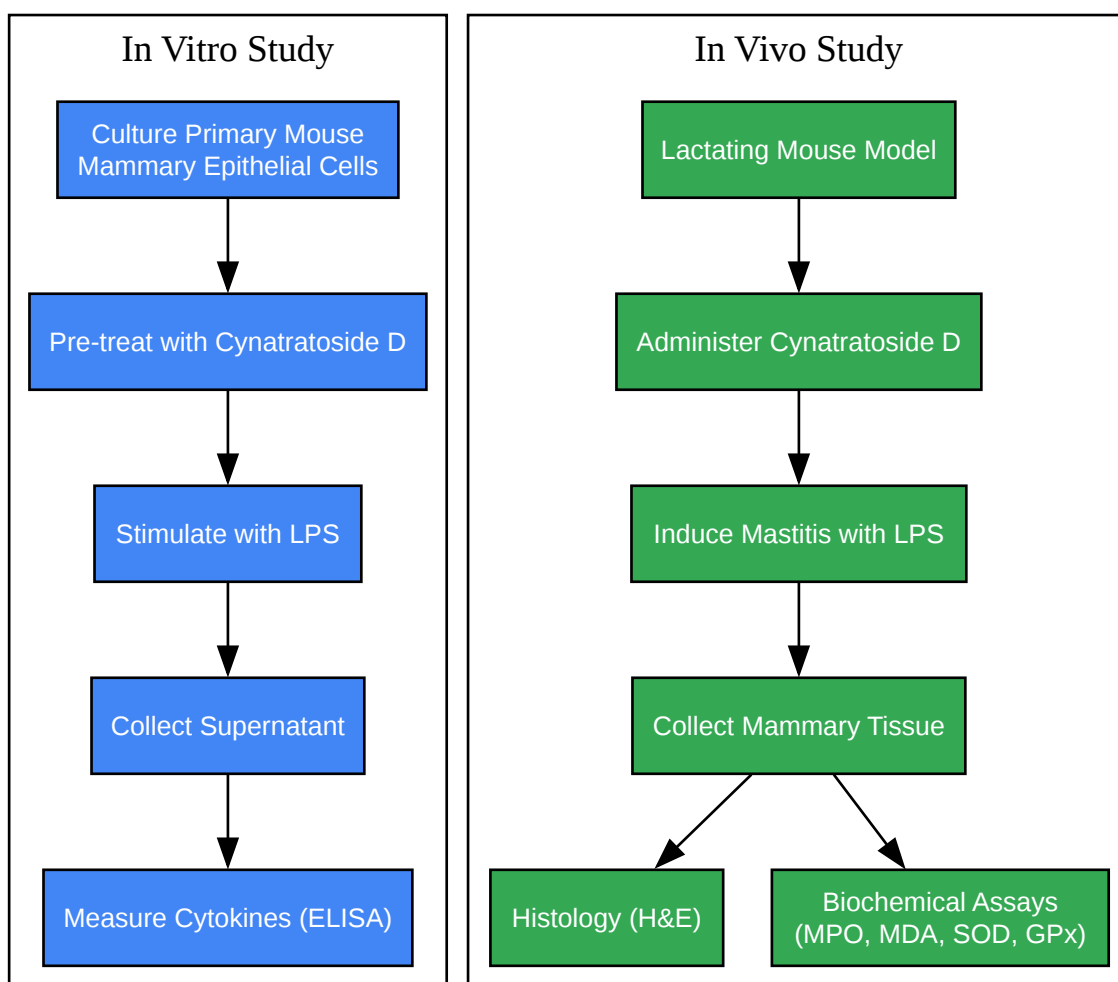 In Vitro Study
Culture Primary Mouse
Mammary Epithelial Cells
Pre-treat with Cynatratoside D
Stimulate with LPS
Collect Supernatant
Measure Cytokines (ELISA)
In Vivo Study
Lactating Mouse Model
Administer Cynatratoside D
Induce Mastitis with LPS
Collect Mammary Tissue
Histology (H&E)
Biochemical Assays
(MPO, MDA, SOD, GPx)